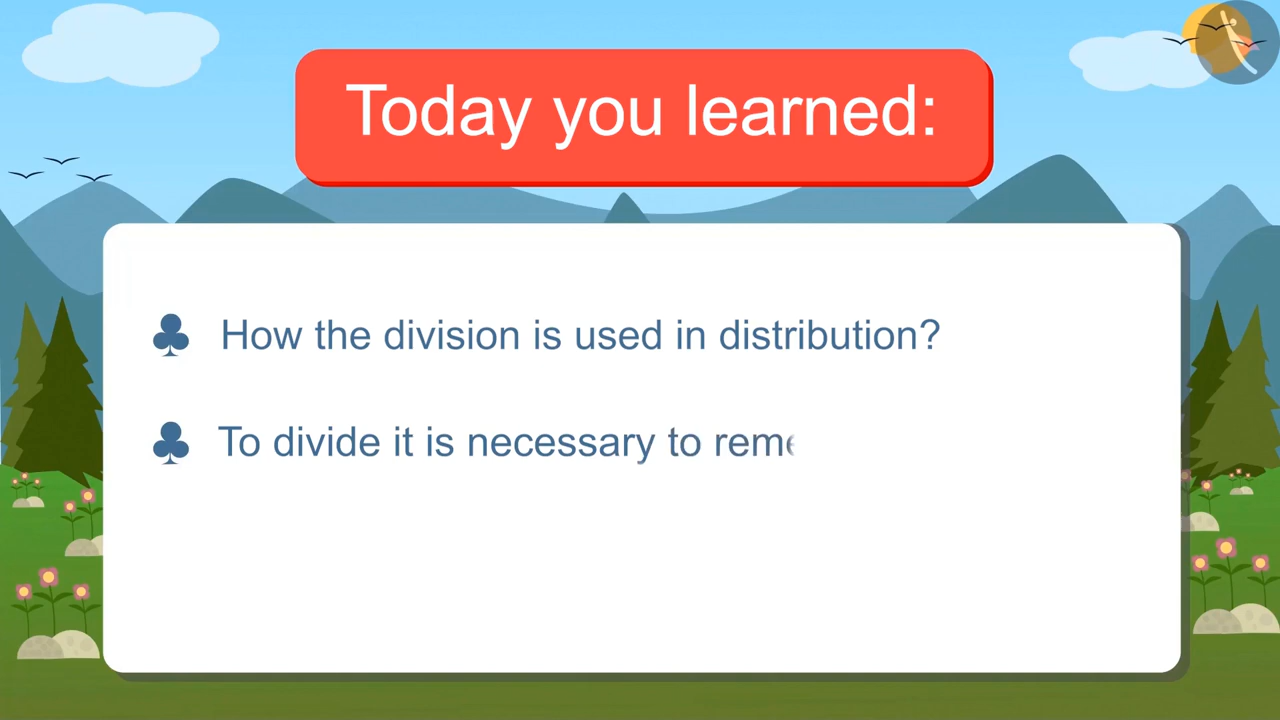 Today you learned:
How the division is used in distribution?
To divide it is necessary to